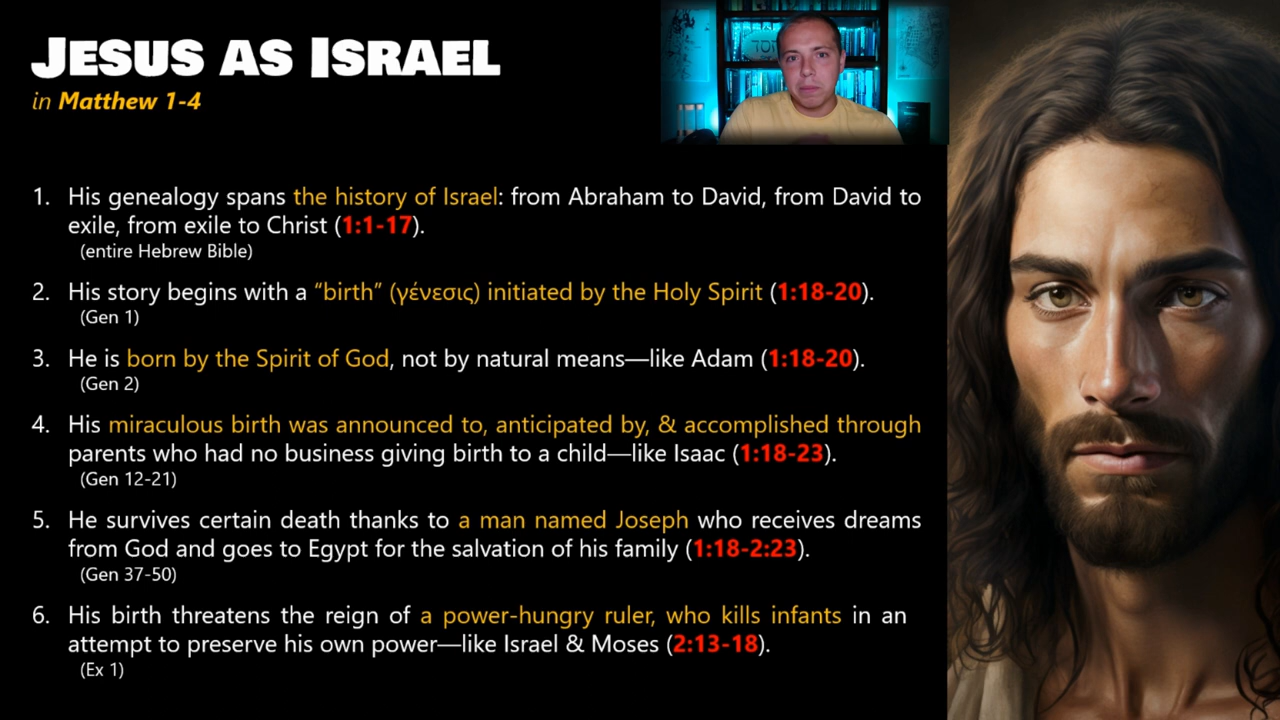 JESUS AS ISRAEL
in Matthew 1-4
1. His genealogy spans the history of Israel: from Abraham to David, from David to
exile, from exile to Christ (1:1-17).
(entire Hebrew Bible)
2. His story begins with a “birth” (γένεσις) initiated by the Holy Spirit (1:18-20).
(Gen 1)
3. He is born by the Spirit of God, not by natural means—like Adam (1:18-20).
(Gen 2)
4. His miraculous birth was announced to, anticipated by, & accomplished through
parents who had no business giving birth to a child—like Isaac (1:18-23).
(Gen 12-21)
5. He survives certain death thanks to a man named Joseph who receives dreams
from God and goes to Egypt for the salvation of his family (1:18-2:23).
(Gen 37-50)
6. His birth threatens the reign of a power-hungry ruler, who kills infants in an
attempt to preserve his own power—like Israel & Moses (2:13-18).
(Ex 1)